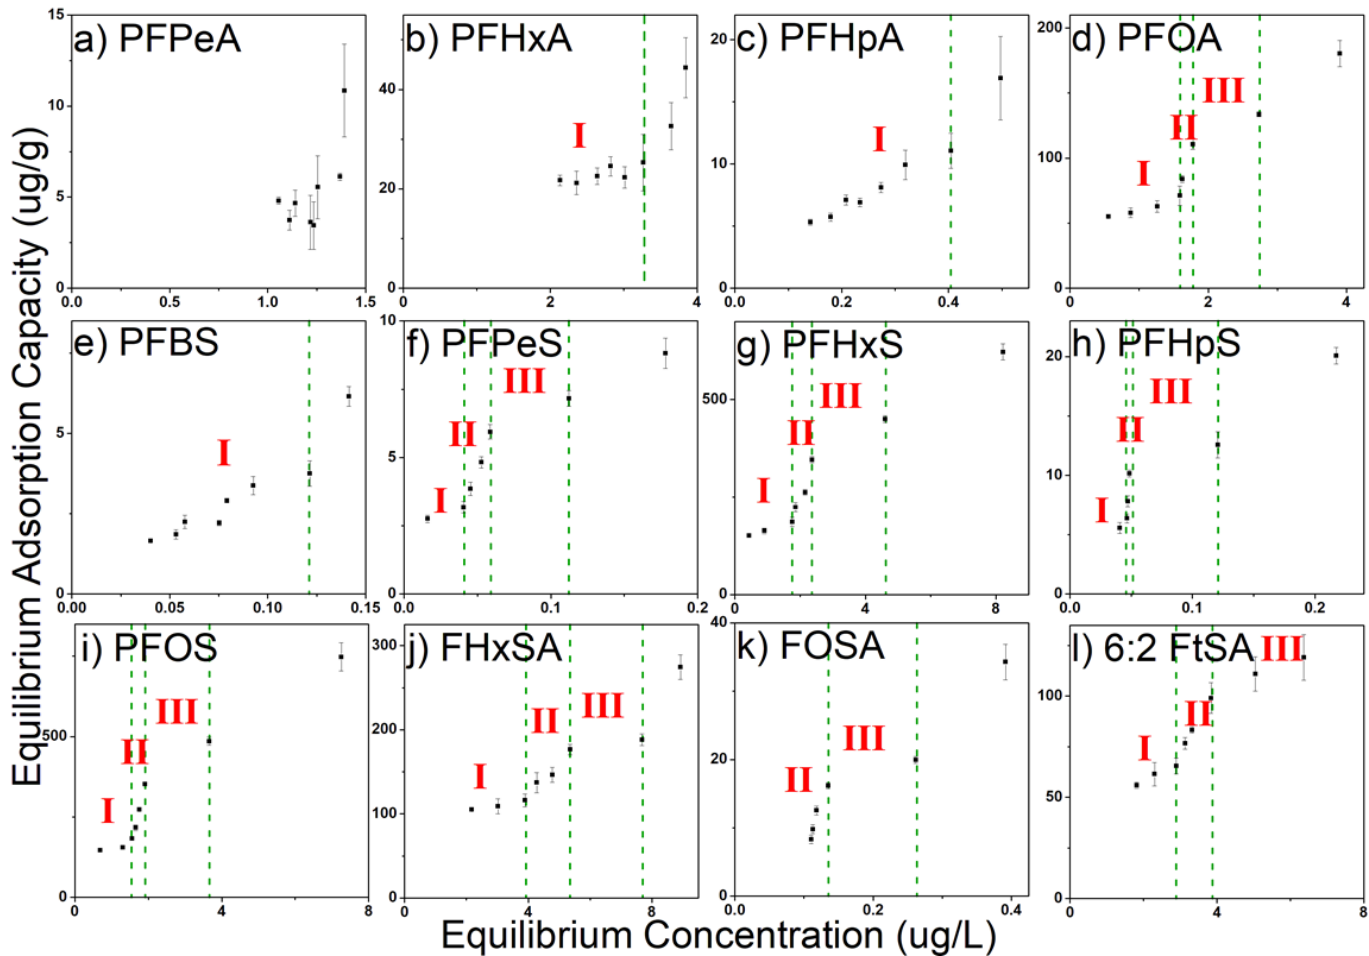 Equilibrium Adsorption Capacity (ug/g)
a) PFPeA
15
10
5
0
0.0 0.5 1.0 1.5
b) PFHxA
I
40
20
0
2 4
c) PFHpA
I
20
10
0
0.0 0.2 0.4
d) PFOA
I II III
200
100
0
0 2 4
e) PFBS
I
5
0
0.00 0.05 0.10 0.15
f) PFPeS
I II III
10
5
0
0.1 0.2
g) PFHxS
I II III
500
0
0 4 8
h) PFHpS
I II III
20
10
0
0.0 0.1 0.2
i) PFOS
I II III
500
0
0 4 8
j) FHxSA
I II III
300
200
100
0
0 4 8
k) FOSA
II III
40
20
0
0.0 0.2 0.4
l) 6:2 FtSA
I II III
100
50
0
0 4 8
Equilibrium Concentration (ug/L)